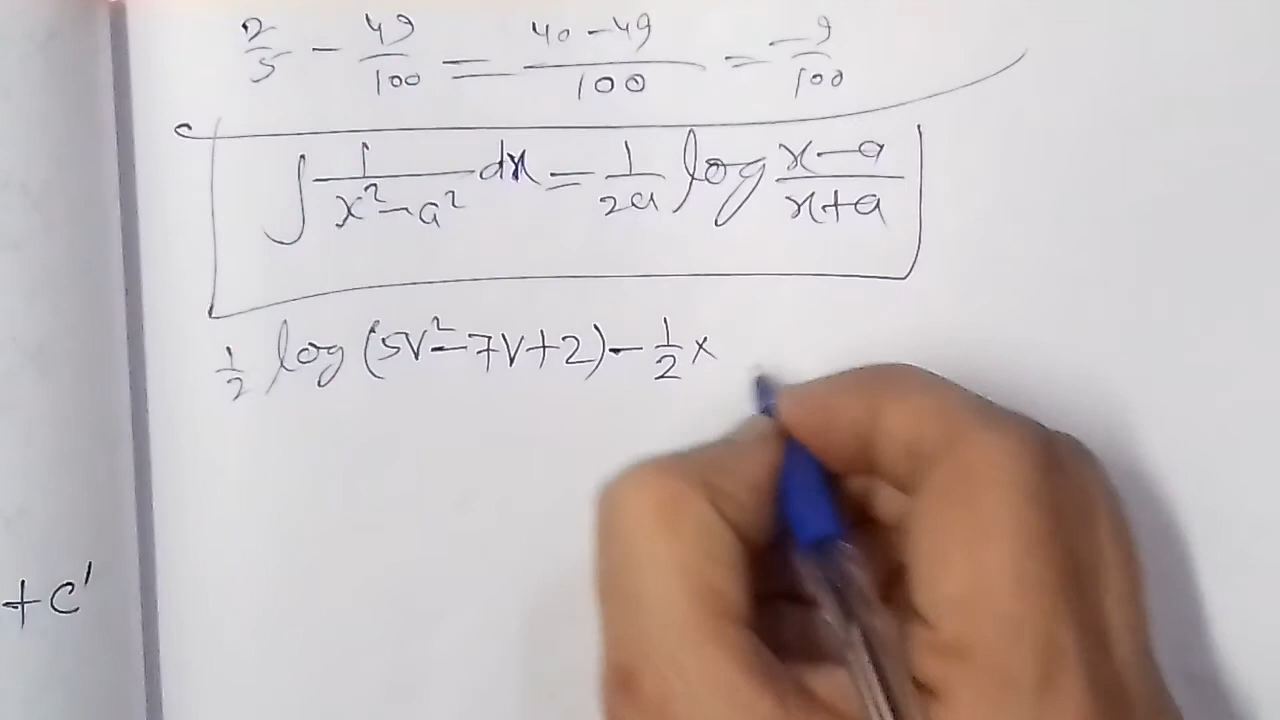 2/5 - 49/100 = (40-49)/100 = -9/100
∫ 1/(x²-a²) dx = 1/2a log (x-a)/(x+a)
1/2 log (5V²-7V+2) - 1/2 ×
+c'